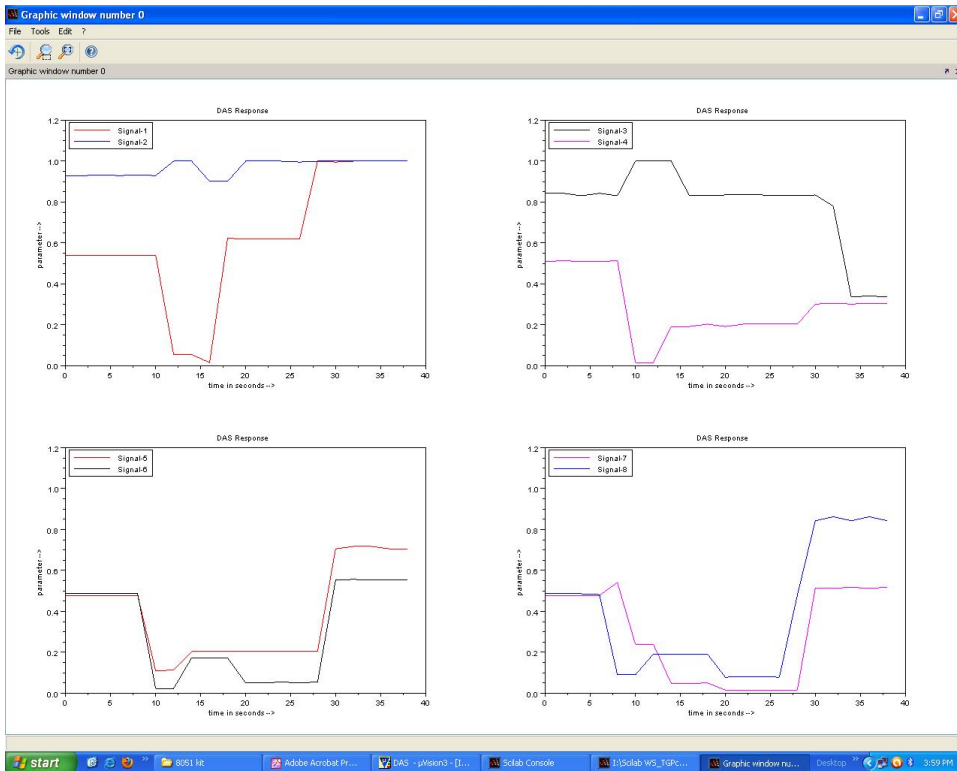 Graphic window number 0
File Tools Edit ?
Graphic window number 0
DAS Response
Signal-1
Signal-2
parameter-->
1.2
1.0
0.8
0.6
0.4
0.2
0.0
0 5 10 15 20 25 30 35 40
time in seconds-->
DAS Response
Signal-3
Signal-4
parameter-->
1.2
1.0
0.8
0.6
0.4
0.2
0.0
0 5 10 15 20 25 30 35 40
time in seconds-->
DAS Response
Signal-5
Signal-6
parameter-->
1.2
1.0
0.8
0.6
0.4
0.2
0.0
0 5 10 15 20 25 30 35 40
time in seconds-->
DAS Response
Signal-7
Signal-8
parameter-->
1.2
1.0
0.8
0.6
0.4
0.2
0.0
0 5 10 15 20 25 30 35 40
time in seconds-->
start
8051 kit
Adobe Acrobat Pr...
DAS - µVision3 - [I...
Scilab Console
I:\Scilab WS_TGPc...
Graphic window nu...
Desktop
3:59 PM